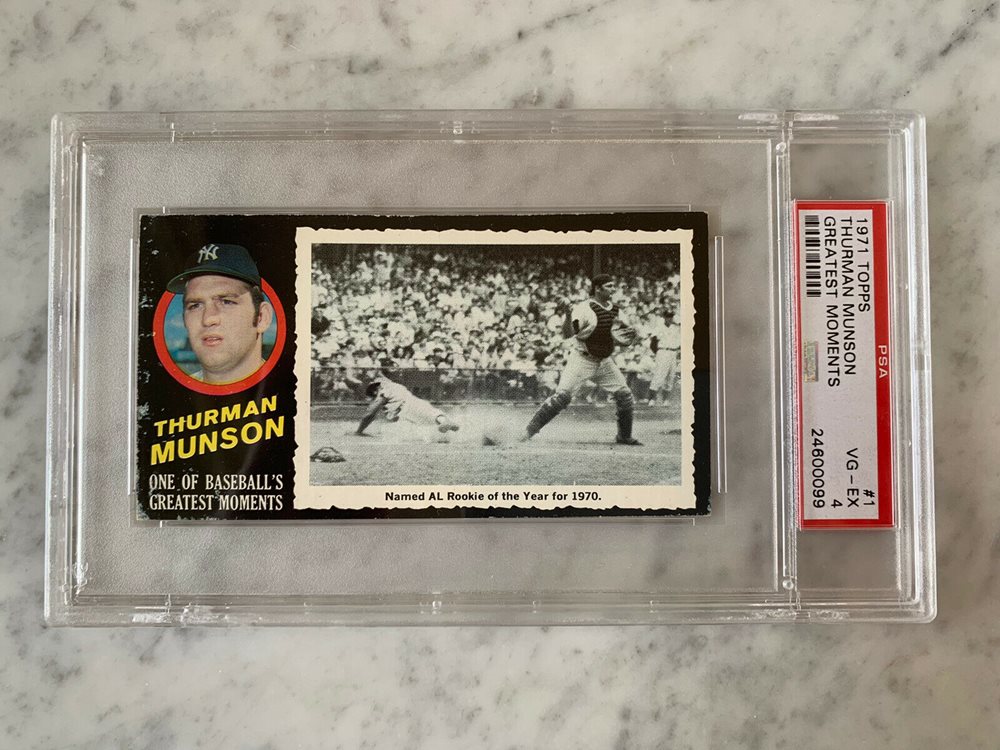 NY
THURMAN
MUNSON
ONE OF BASEBALL'S
GREATEST MOMENTS
Named AL Rookie of the Year for 1970.
PSA
1971 TOPPS #1
THURMAN MUNSON VG-EX
GREATEST MOMENTS 4
24600099